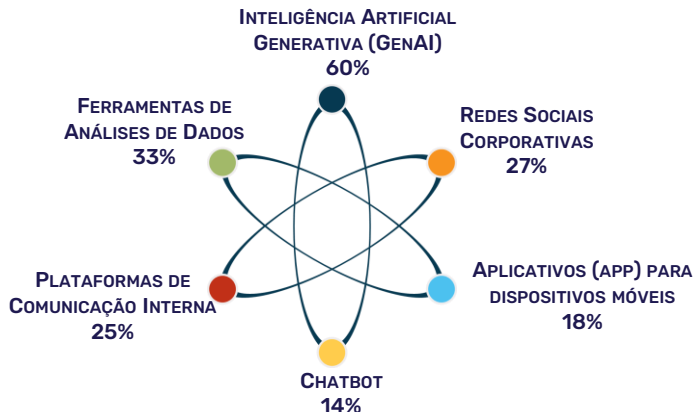 Inteligência Artificial
Generativa (GenAI)
60%
Redes Sociais
Corporativas
27%
Aplicativos (app) para
dispositivos móveis
18%
Chatbot
14%
Plataformas de
Comunicação Interna
25%
Ferramentas de
Análises de Dados
33%